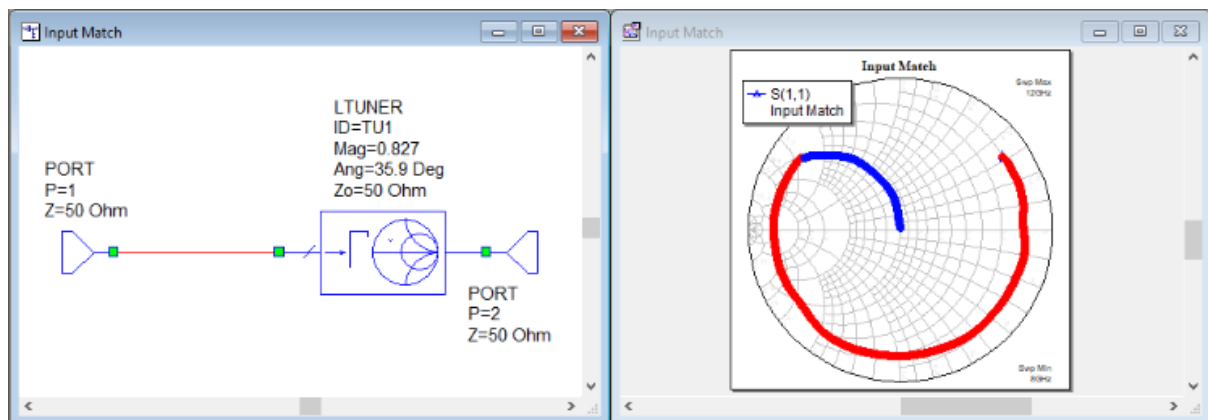 Input Match
LTUNER
ID=TU1
Mag=0.827
Ang=35.9 Deg
Zo=50 Ohm
PORT
P=1
Z=50 Ohm
PORT
P=2
Z=50 Ohm
Input Match
Input Match
Swp Max
12GHz
S(1,1)
Input Match
Swp Min
8GHz